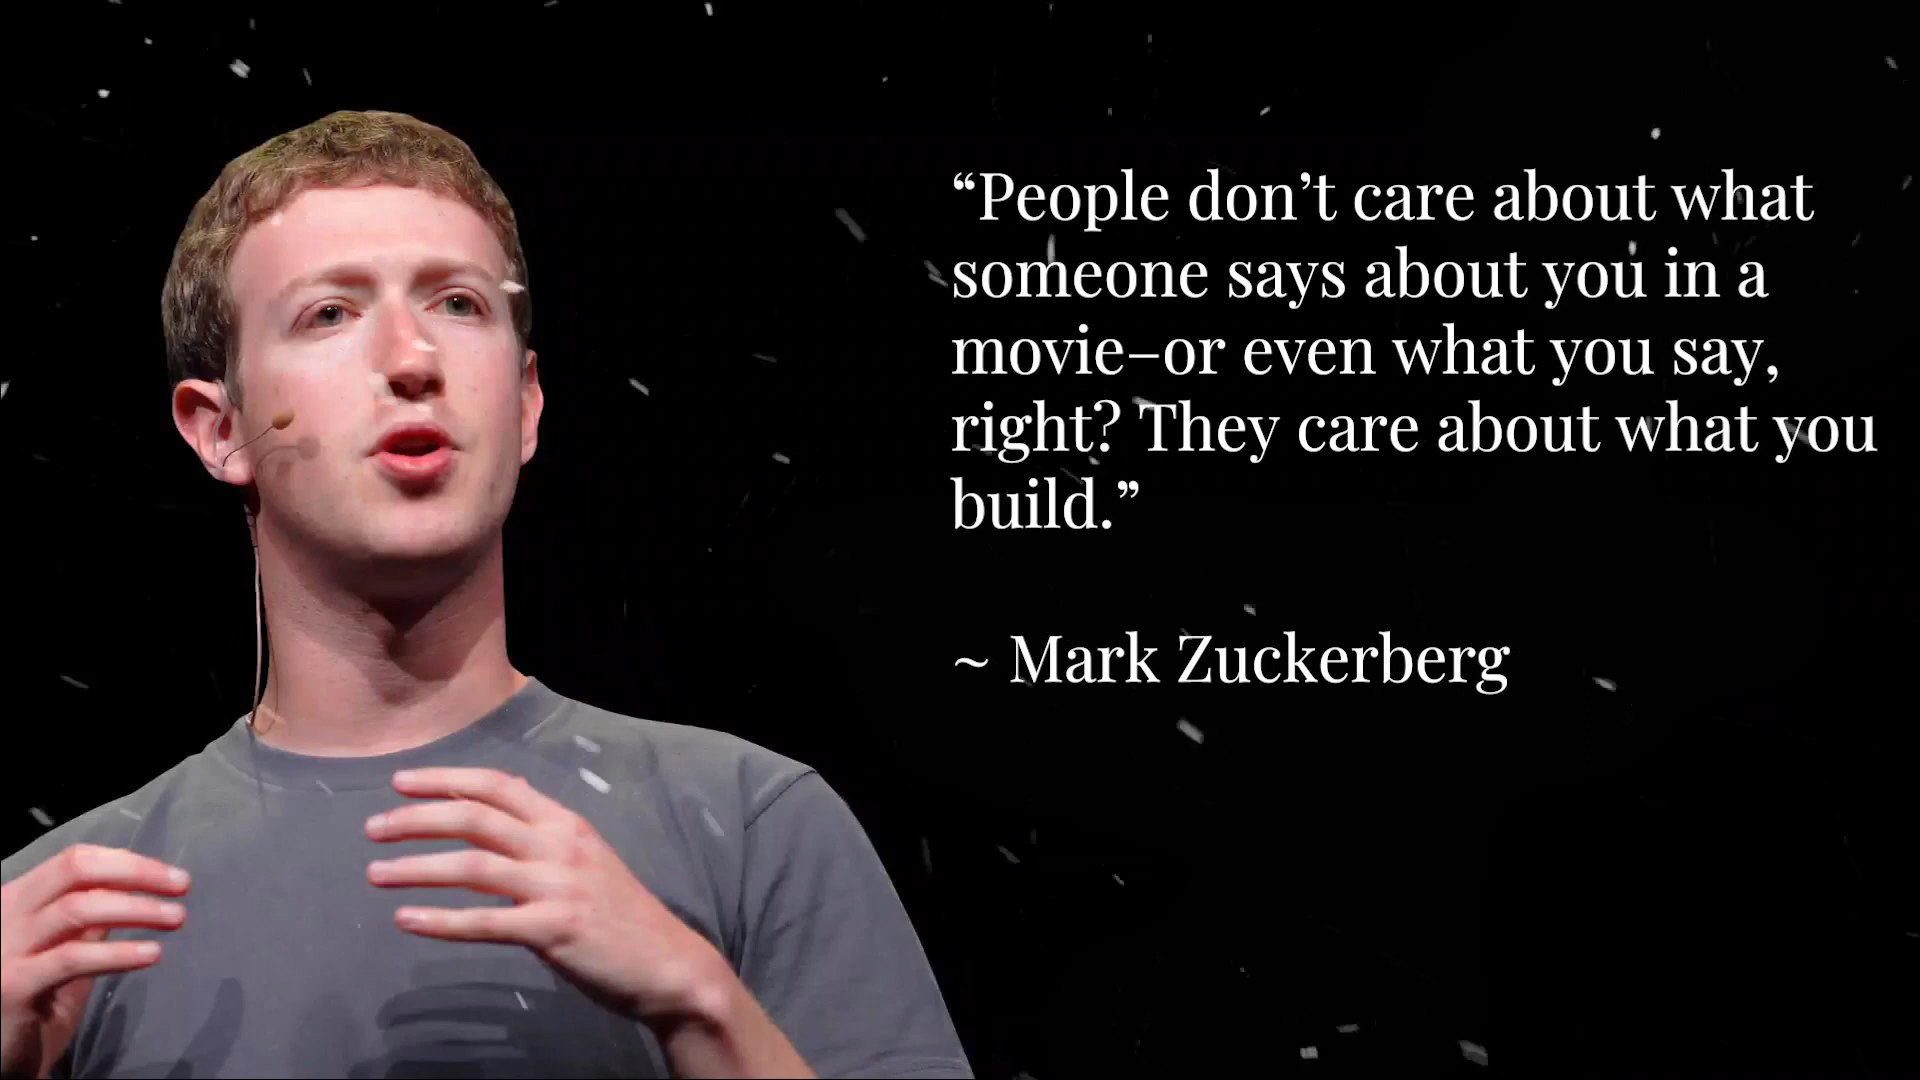 “People don’t care about what
someone says about you in a
movie–or even what you say,
right? They care about what you
build.”
~ Mark Zuckerberg